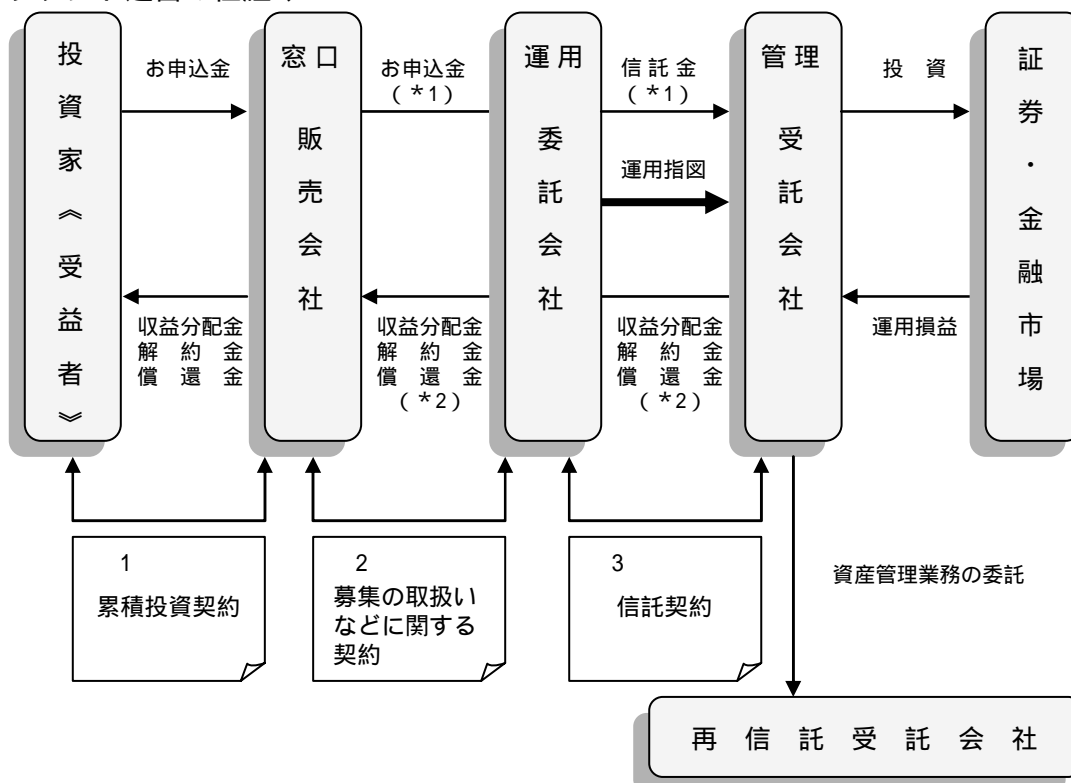 投資家《受益者》
お申込金
窓口
販売会社
お申込金
(*1)
運用
委託会社
信託金
(*1)
運用指図
管理
受託会社
投 資
証券・金融市場
収益分配金
解 約 金
償 還 金
収益分配金
解 約 金
償 還 金
(*2)
収益分配金
解 約 金
償 還 金
(*2)
運用損益
1
累積投資契約
2
募集の取扱い
などに関する
契約
3
信託契約
資産管理業務の委託
再 信 託 受 託 会 社